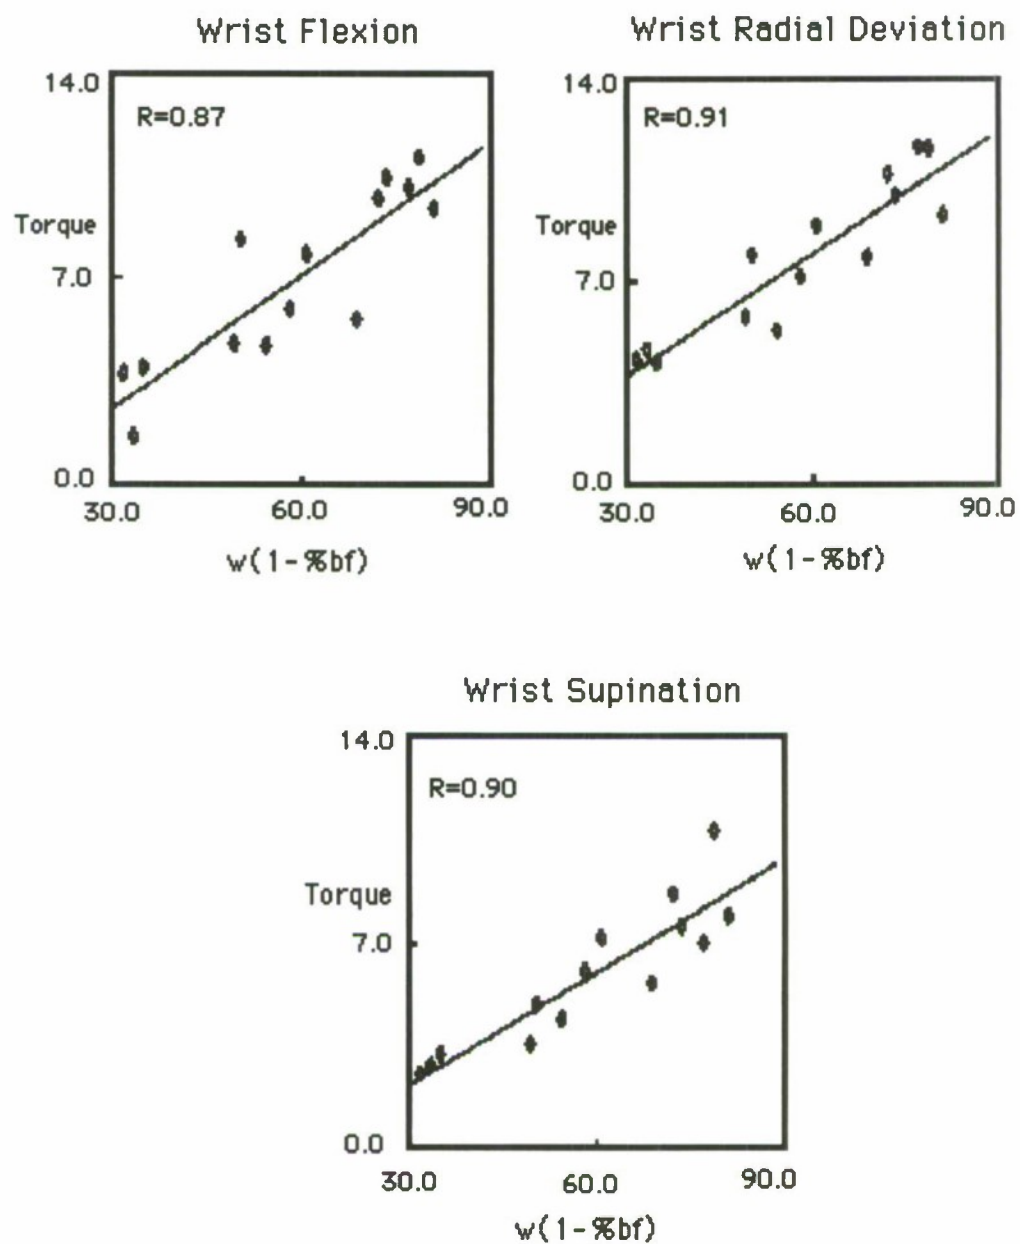 Wrist Flexion
14.0
R=0.87
Torque
7.0
0.0
30.0 60.0 90.0
w(1-%bf)
Wrist Radial Deviation
14.0
R=0.91
Torque
7.0
0.0
30.0 60.0 90.0
w(1-%bf)
Wrist Supination
14.0
R=0.90
Torque
7.0
0.0
30.0 60.0 90.0
w(1-%bf)